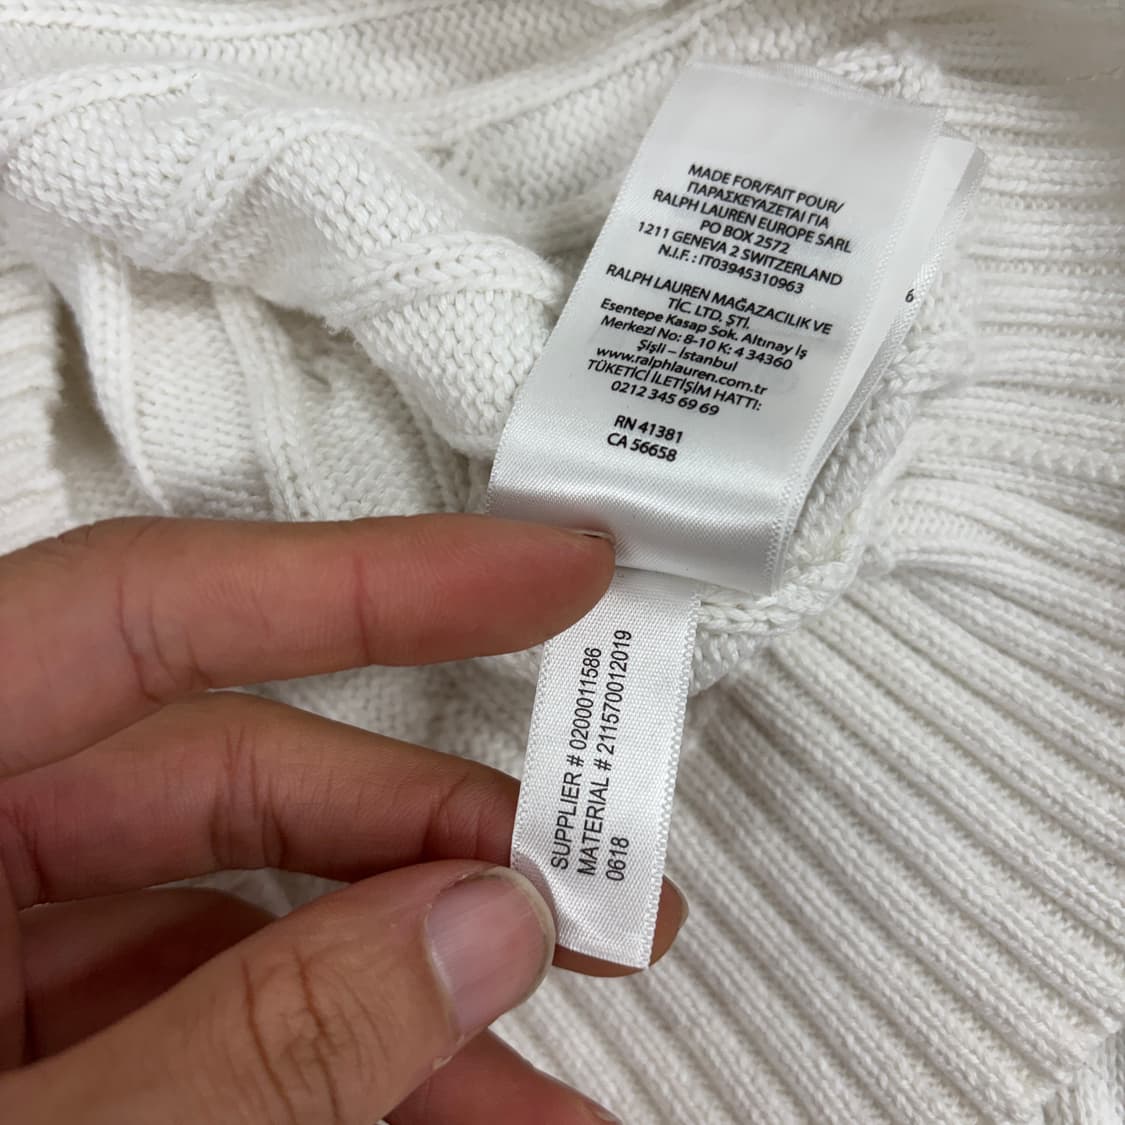 MADE FOR/FAIT POUR/
ΠΑΡΑΣΚΕΥΑΖΕΤΑΙ ΓΙΑ
RALPH LAUREN EUROPE SARL
PO BOX 2572
1211 GENEVA 2 SWITZERLAND
N.I.F. : IT03945310963
RALPH LAUREN MAĞAZACILIK VE
TİC. LTD. ŞTİ.
Esentepe Kasap Sok. Altınay İş
Merkezl No: 8-10 K: 4 34360
Şişli – İstanbul
www.ralphlauren.com.tr
TÜKETİCİ İLETİŞİM HATTI:
0212 345 69 69
RN 41381
CA 56658
6
SUPPLIER # 0200011586
MATERIAL # 211570012019
0618